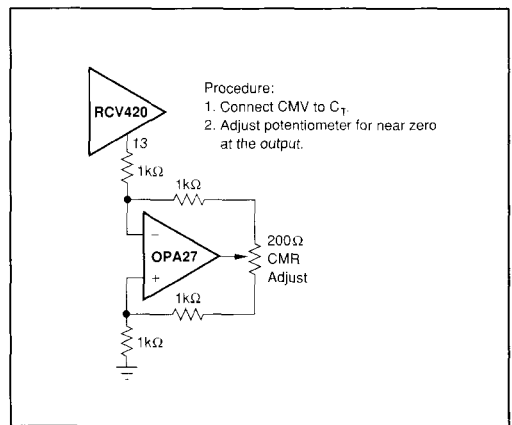 RCV420
13
1kΩ
Procedure:
1. Connect CMV to C_T.
2. Adjust potentiometer for near zero
at the output.
1kΩ
−
OPA27
+
200Ω
CMR
Adjust
1kΩ
1kΩ